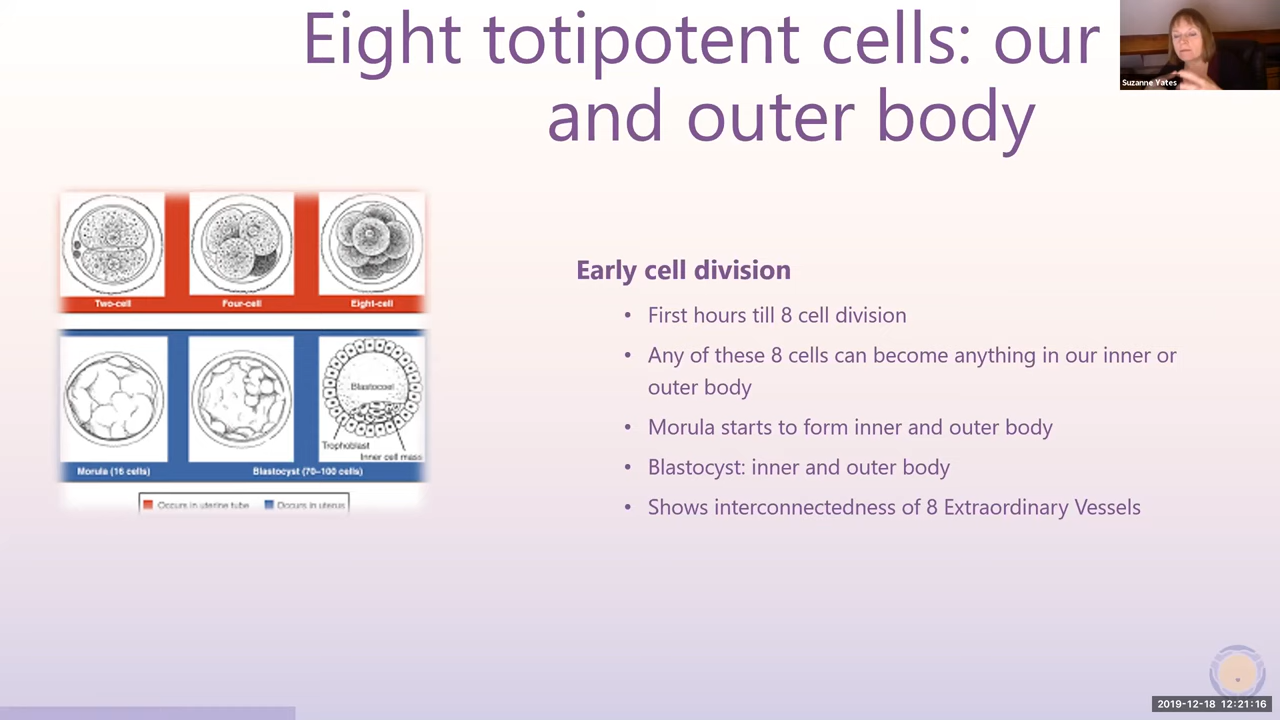 Eight totipotent cells: our
and outer body
Suzanne Yates
Two-cell
Four-cell
Eight-cell
Blastocoel
Trophoblast
Inner cell mass
Morula (16 cells)
Blastocyst (70–100 cells)
Occurs in uterine tube
Occurs in uterus
Early cell division
• First hours till 8 cell division
• Any of these 8 cells can become anything in our inner or
outer body
• Morula starts to form inner and outer body
• Blastocyst: inner and outer body
• Shows interconnectedness of 8 Extraordinary Vessels
2019-12-18 12:21:16